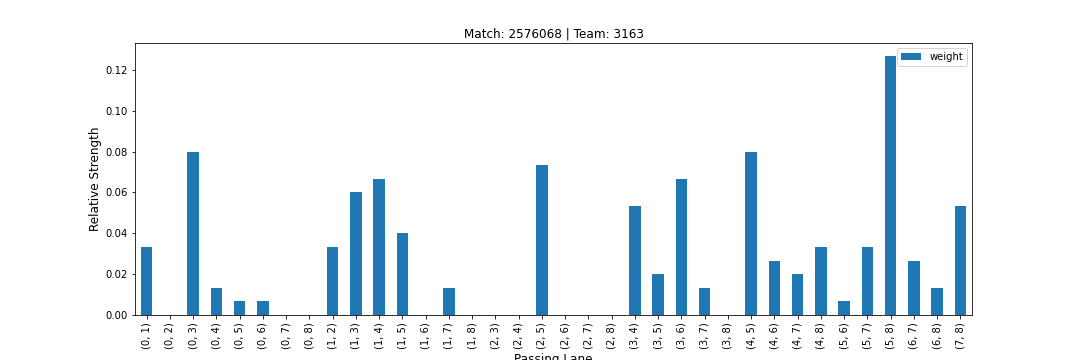 Match: 2576068 | Team: 3163
weight
Relative Strength
0.12
0.10
0.08
0.06
0.04
0.02
0.00
(0, 1) (0, 2) (0, 3) (0, 4) (0, 5) (0, 6) (0, 7) (0, 8) (1, 2) (1, 3) (1, 4) (1, 5) (1, 6) (1, 7) (1, 8) (2, 3) (2, 4) (2, 5) (2, 6) (2, 7) (2, 8) (3, 4) (3, 5) (3, 6) (3, 7) (3, 8) (4, 5) (4, 6) (4, 7) (4, 8) (5, 6) (5, 7) (5, 8) (6, 7) (6, 8) (7, 8)
Passing Lane